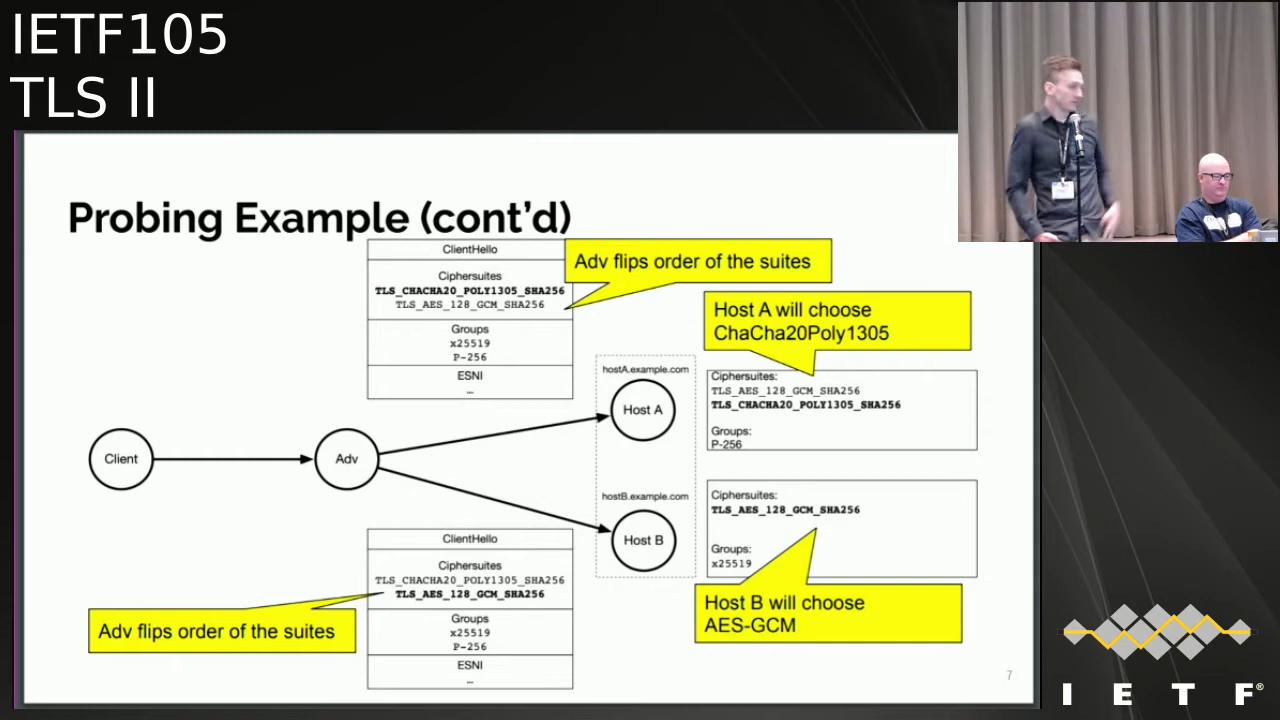 IETF105
TLS II
Probing Example (cont'd)
ClientHello
Ciphersuites
TLS_CHACHA20_POLY1305_SHA256
TLS_AES_128_GCM_SHA256
Groups
x25519
P-256
ESNI
...
Adv flips order of the suites
Host A will choose
ChaCha20Poly1305
hostA.example.com
Host A
Ciphersuites:
TLS_AES_128_GCM_SHA256
TLS_CHACHA20_POLY1305_SHA256
Groups:
P-256
Client
Adv
hostB.example.com
Host B
Ciphersuites:
TLS_AES_128_GCM_SHA256
Groups:
x25519
ClientHello
Ciphersuites
TLS_CHACHA20_POLY1305_SHA256
TLS_AES_128_GCM_SHA256
Groups
x25519
P-256
ESNI
...
Adv flips order of the suites
Host B will choose
AES-GCM
7
I E T F®